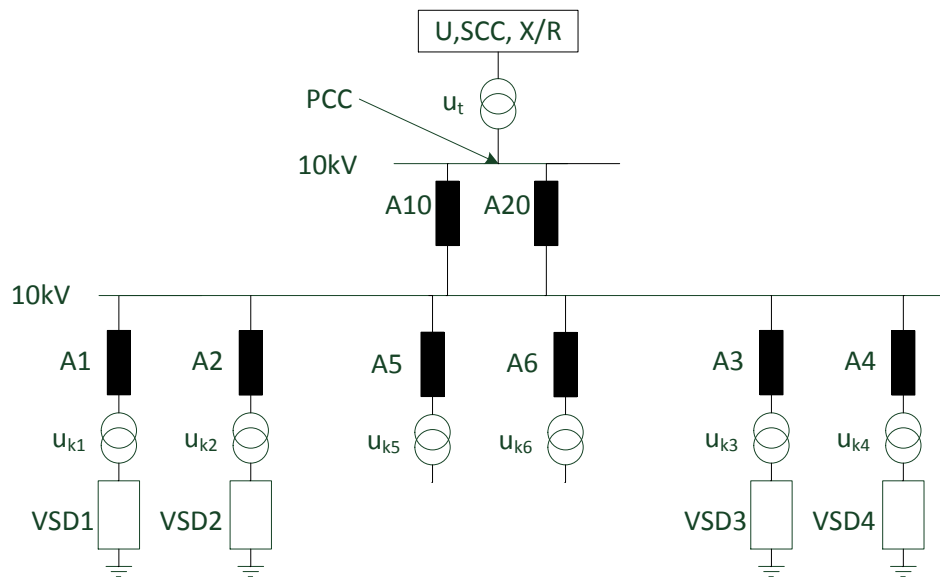 U,SCC, X/R
ut
PCC
10kV
A10
A20
10kV
A1
A2
A5
A6
A3
A4
uk1
uk2
uk5
uk6
uk3
uk4
VSD1
VSD2
VSD3
VSD4